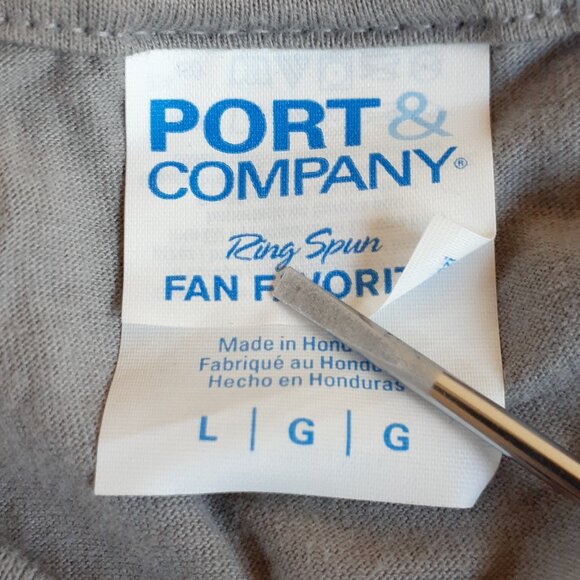 PORT &
COMPANY®
Ring Spun
FAN
Made in
Fabriqué au
Hecho en Honduras
L | G | G